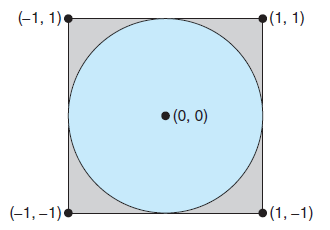 (−1, 1) (1, 1)
(0, 0)
(−1, −1) (1, −1)